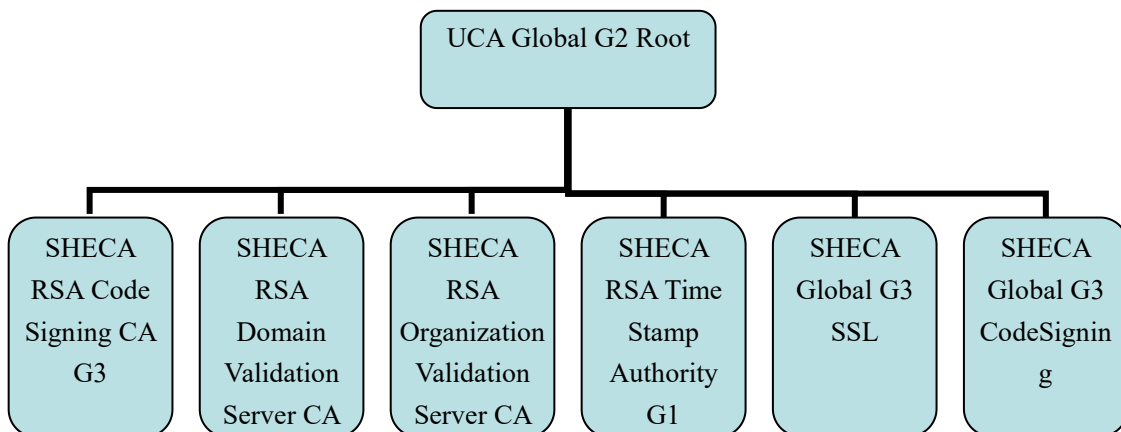 UCA Global G2 Root
SHECA
RSA Code
Signing CA
G3
SHECA
RSA
Domain
Validation
Server CA
SHECA
RSA
Organization
Validation
Server CA
SHECA
RSA Time
Stamp
Authority
G1
SHECA
Global G3
SSL
SHECA
Global G3
CodeSignin
g